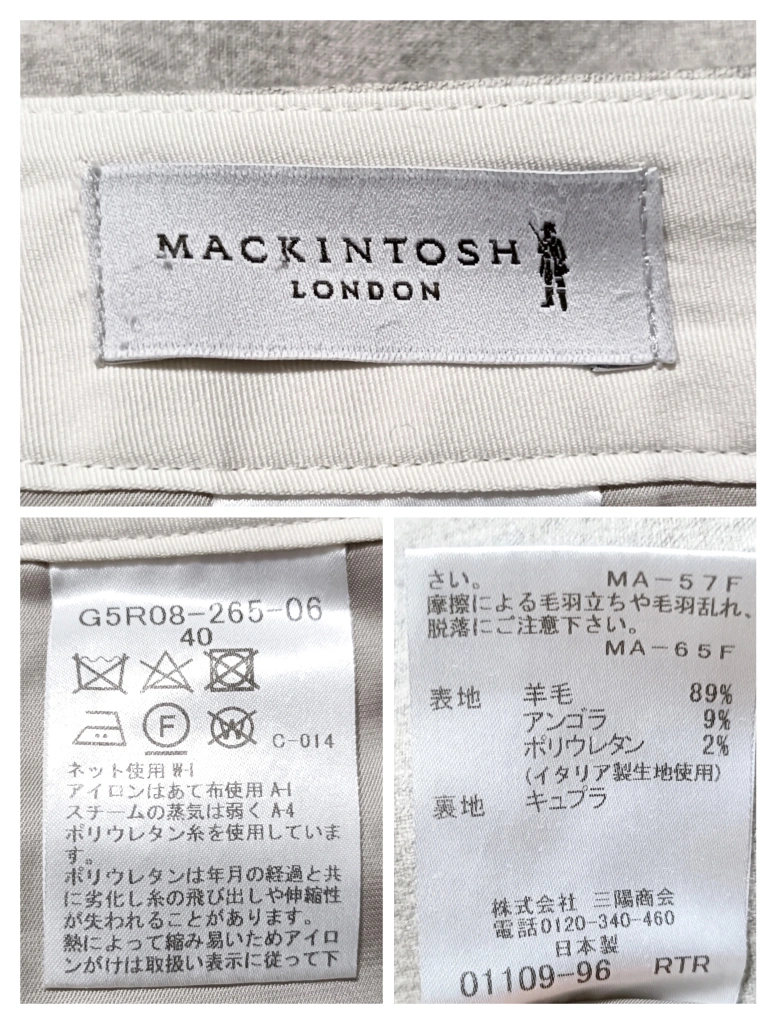 MACKINTOSH
LONDON
G5R08-265-06
40
F
W
C-014
ネット使用 W-1
アイロンはあて布使用 A-1
スチームの蒸気は弱く A-4
ポリウレタン糸を使用していま
す。
ポリウレタンは年月の経過と共
に劣化し糸の飛び出しや伸縮性
が失われることがあります。
熱によって縮み易いためアイロ
ンがけは取扱い表示に従って下
さい。 MA-57F
摩擦による毛羽立ちや毛羽乱れ、
脱落にご注意下さい。
MA-65F
表地 羊毛 89%
アンゴラ 9%
ポリウレタン 2%
(イタリア製生地使用)
裏地 キュプラ
株式会社 三陽商会
電話0120-340-460
日本製
01109-96 RTR